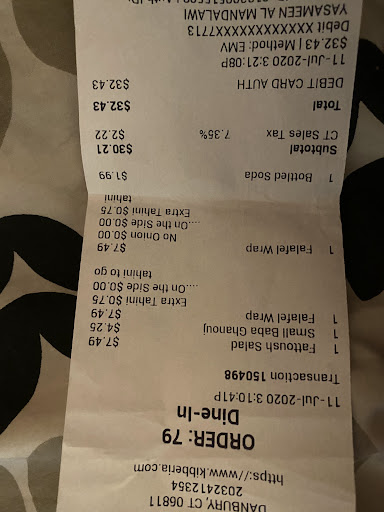 DANBURY, CT 06811
2032412354
https://www.kibberia.com
ORDER: 79
Dine-In
11-Jul-2020 3:10:41P
Transaction 150498
1 Fattoush Salad $7.49
1 Small Baba Ghanouj $4.25
1 Falafel Wrap $7.49
Extra Tahini $0.75
....On the Side $0.00
tahini to go
1 Falafel Wrap $7.49
No Onion $0.00
....On the Side $0.00
Extra Tahini $0.75
tahini
1 Bottled Soda $1.99
Subtotal $30.21
CT Sales Tax 7.35% $2.22
Total $32.43
DEBIT CARD AUTH $32.43
11-Jul-2020 3:21:08P
$32.43 | Method: EMV
Debit XXXXXXXXXXXX7713
YASAMEEN AL MANDALAWI